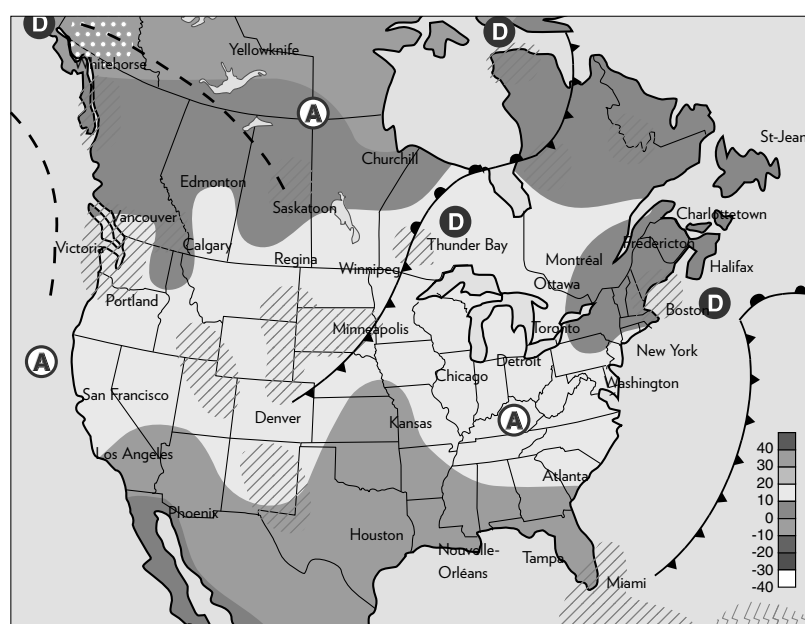 D
D
Whitehorse
Yellowknife
A
Churchill
St-Jean
Edmonton
Saskatoon
Vancouver
Victoria
Calgary
Regina
Winnipeg
D
Thunder Bay
Charlottetown
Fredericton
Montréal
Ottawa
Halifax
Portland
Minneapolis
Toronto
Boston
D
A
Detroit
New York
San Francisco
Chicago
Washington
Denver
Kansas
A
Los Angeles
Atlanta
Phoenix
Houston
Nouvelle-
Orléans
Tampa
Miami
40
30
20
10
0
-10
-20
-30
-40